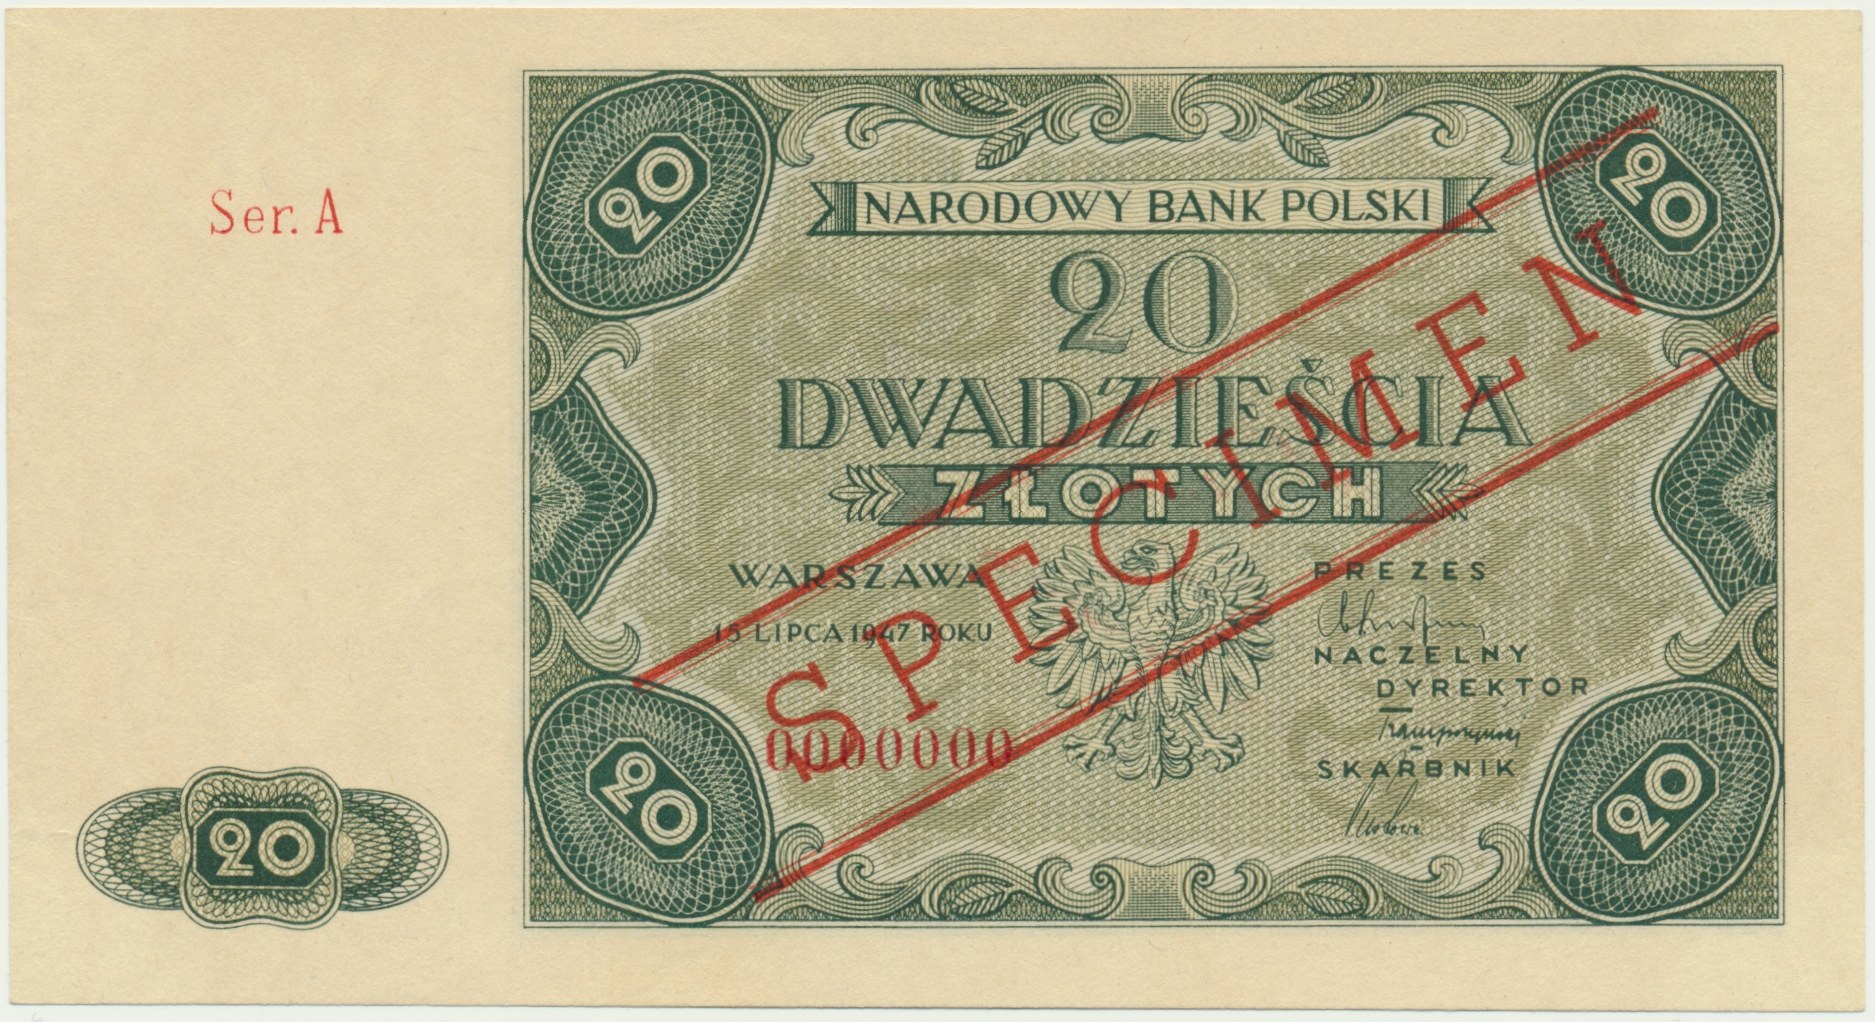 Ser. A
20
20
NARODOWY BANK POLSKI
20
DWADZIEŚCIA
ZŁOTYCH
SPECIMEN
WARSZAWA
15 LIPCA 1947 ROKU
0000000
PREZES
NACZELNY
DYREKTOR
SKARBNIK
20
20
20